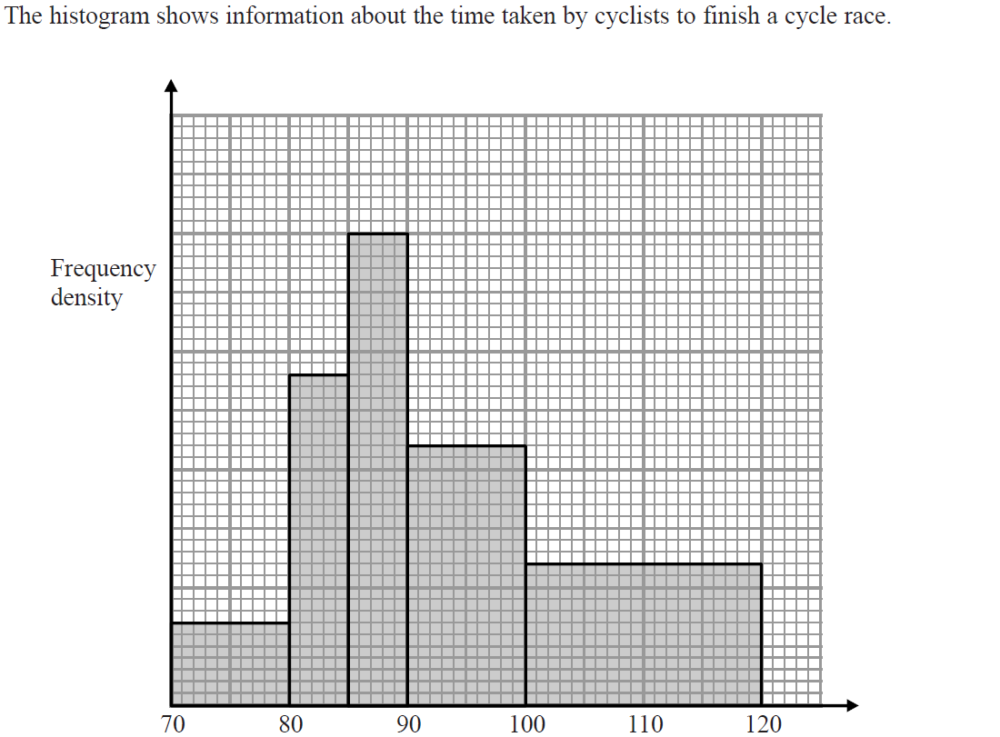 The histogram shows information about the time taken by cyclists to finish a cycle race.
Frequency
density
70 80 90 100 110 120